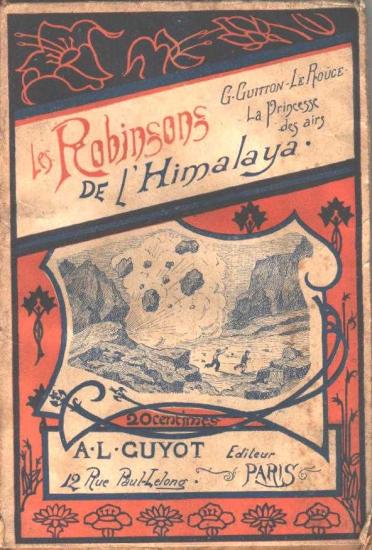 G. GUITTON-LE ROUGE
La Princesse
des airs
Les Robinsons
DE L'Himalaya.
20 centimes
A. L. GUYOT Editeur
12 Rue Paul-Lelong. PARIS